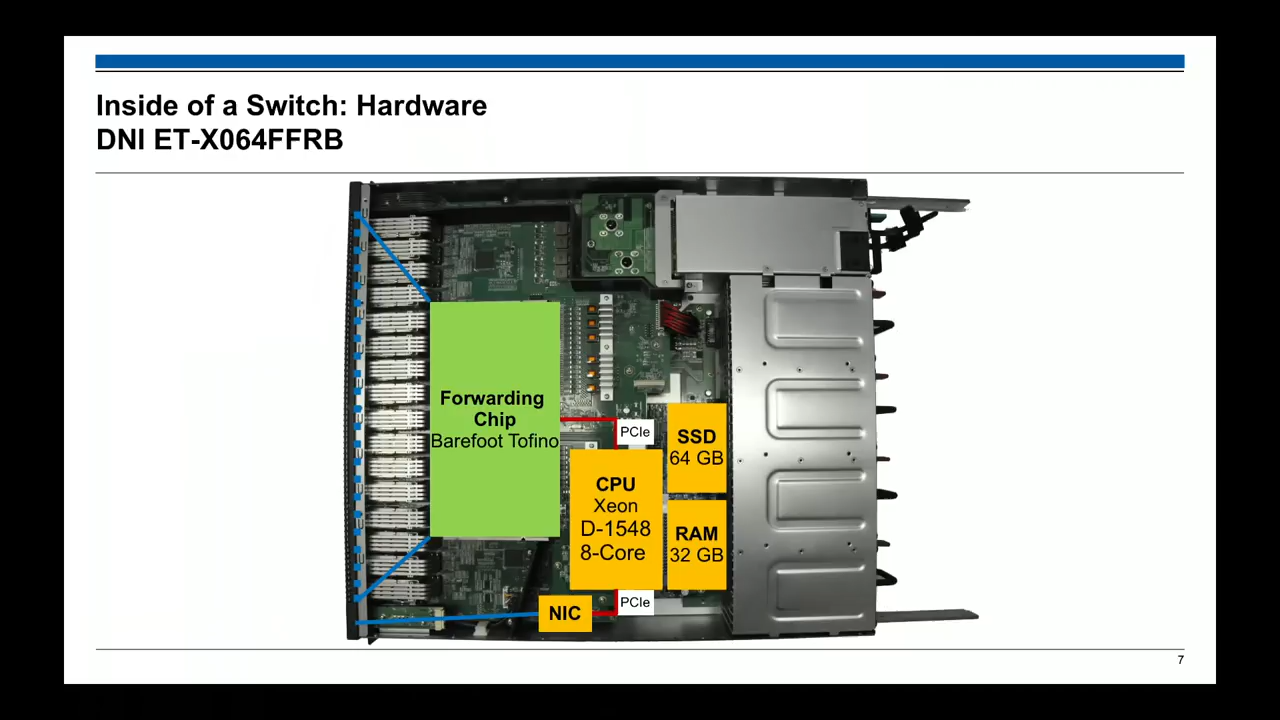 Inside of a Switch: Hardware
DNI ET-X064FFRB
Forwarding
Chip
Barefoot Tofino
PCIe
SSD
64 GB
CPU
Xeon
D-1548
8-Core
RAM
32 GB
PCIe
NIC
7